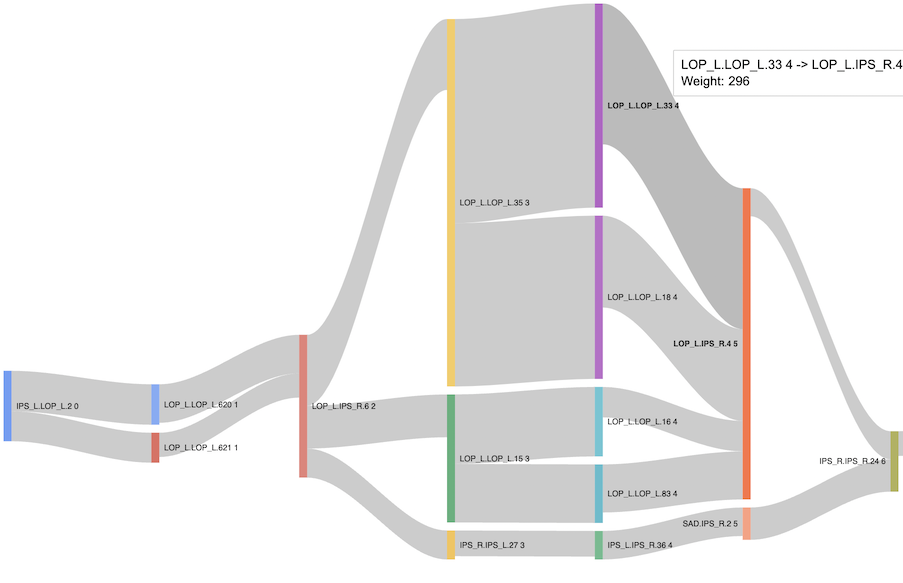 LOP_L.LOP_L.33 4 -> LOP_L.IPS_R.4
Weight: 296
LOP_L.LOP_L.33 4
LOP_L.LOP_L.35 3
LOP_L.LOP_L.18 4
LOP_L.IPS_R.4 5
IPS_L.LOP_L.2 0
LOP_L.LOP_L.620 1
LOP_L.IPS_R.6 2
LOP_L.LOP_L.16 4
LOP_L.LOP_L.621 1
LOP_L.LOP_L.15 3
IPS_R.IPS_R.24 6
LOP_L.LOP_L.83 4
SAD.IPS_R.2 5
IPS_R.IPS_L.27 3
IPS_L.IPS_R.36 4